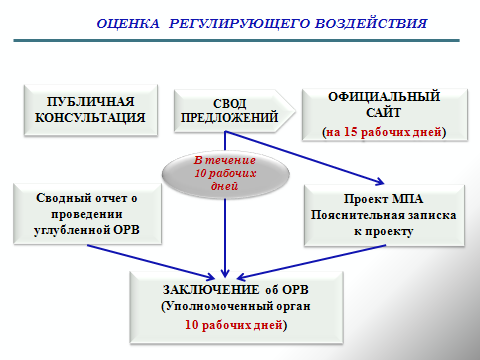 ОЦЕНКА РЕГУЛИРУЮЩЕГО ВОЗДЕЙСТВИЯ
ПУБЛИЧНАЯ
КОНСУЛЬТАЦИЯ
СВОД
ПРЕДЛОЖЕНИЙ
ОФИЦИАЛЬНЫЙ
САЙТ
(на 15 рабочих дней)
В течение
10 рабочих
дней
Сводный отчет о
проведении
углубленной ОРВ
Проект МПА
Пояснительная записка
к проекту
ЗАКЛЮЧЕНИЕ об ОРВ
(Уполномоченный орган
10 рабочих дней)